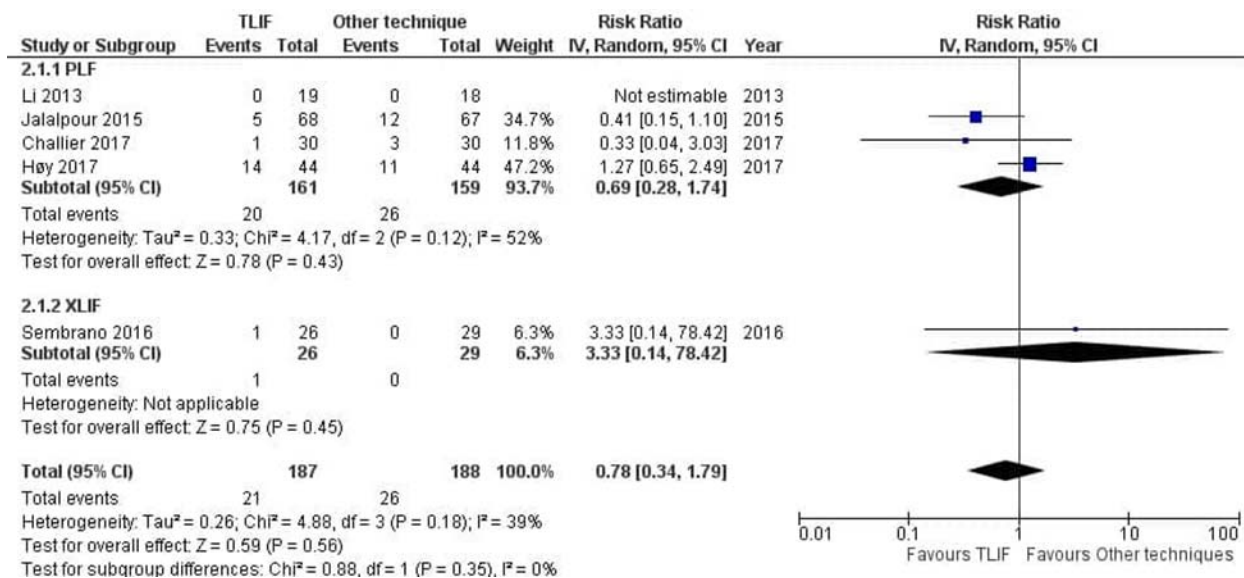 TLIF Other technique Risk Ratio Risk Ratio
Study or Subgroup Events Total Events Total Weight IV, Random, 95% CI Year IV, Random, 95% CI
2.1.1 PLF
Li 2013 0 19 0 18 Not estimable 2013
Jalalpour 2015 5 68 12 67 34.7% 0.41 [0.15, 1.10] 2015
Challier 2017 1 30 3 30 11.8% 0.33 [0.04, 3.03] 2017
Høy 2017 14 44 11 44 47.2% 1.27 [0.65, 2.49] 2017
Subtotal (95% CI) 161 159 93.7% 0.69 [0.28, 1.74]
Total events 20 26
Heterogeneity: Tau² = 0.33; Chi² = 4.17, df = 2 (P = 0.12); I² = 52%
Test for overall effect: Z = 0.78 (P = 0.43)
2.1.2 XLIF
Sembrano 2016 1 26 0 29 6.3% 3.33 [0.14, 78.42] 2016
Subtotal (95% CI) 26 29 6.3% 3.33 [0.14, 78.42]
Total events 1 0
Heterogeneity: Not applicable
Test for overall effect: Z = 0.75 (P = 0.45)
Total (95% CI) 187 188 100.0% 0.78 [0.34, 1.79]
Total events 21 26
Heterogeneity: Tau² = 0.26; Chi² = 4.88, df = 3 (P = 0.18); I² = 39%
Test for overall effect: Z = 0.59 (P = 0.56)
Test for subgroup differences: Chi² = 0.88, df = 1 (P = 0.35), I² = 0%
0.01 0.1 1 10 100
Favours TLIF Favours Other techniques